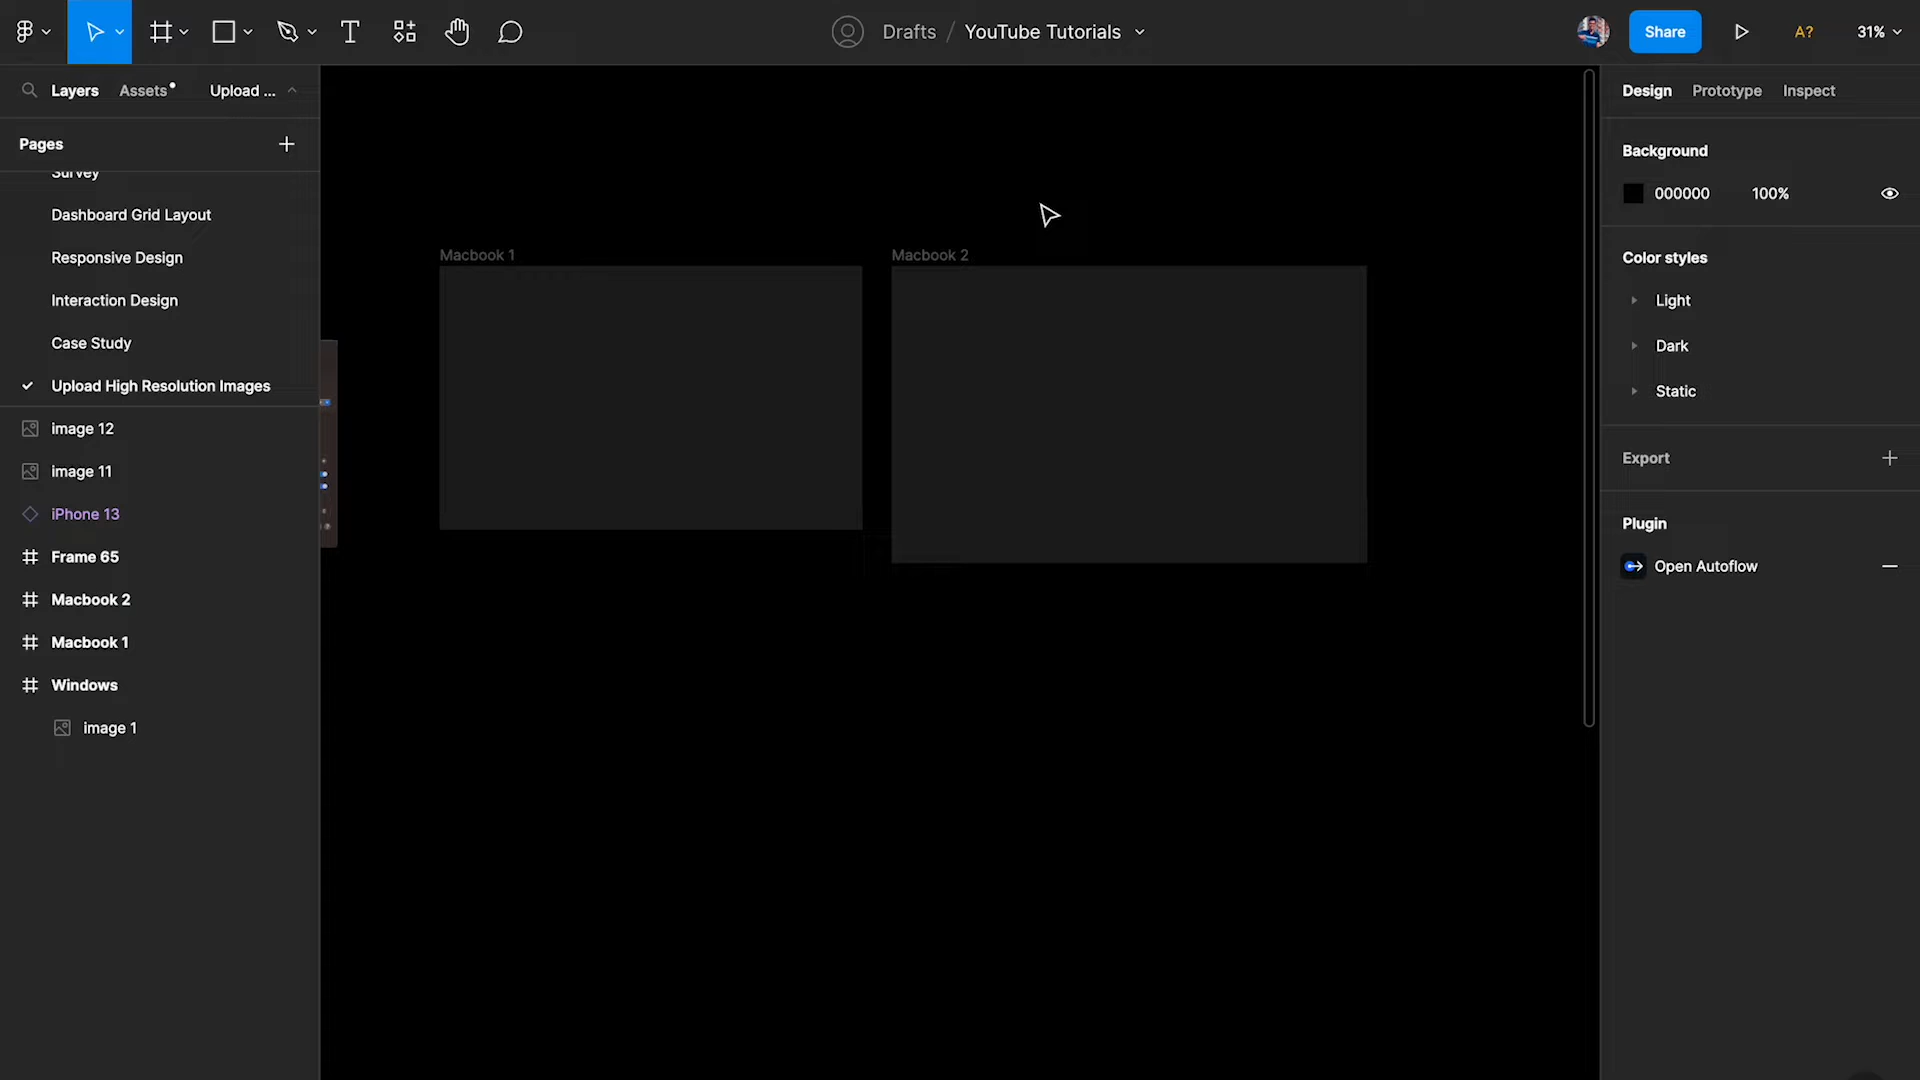 Drafts / YouTube Tutorials
Share
A?
31%
Layers
Assets
Upload ...
Pages
Survey
Dashboard Grid Layout
Responsive Design
Interaction Design
Case Study
Upload High Resolution Images
image 12
image 11
iPhone 13
Frame 65
Macbook 2
Macbook 1
Windows
image 1
Macbook 1
Macbook 2
Design
Prototype
Inspect
Background
000000
100%
Color styles
Light
Dark
Static
Export
Plugin
Open Autoflow